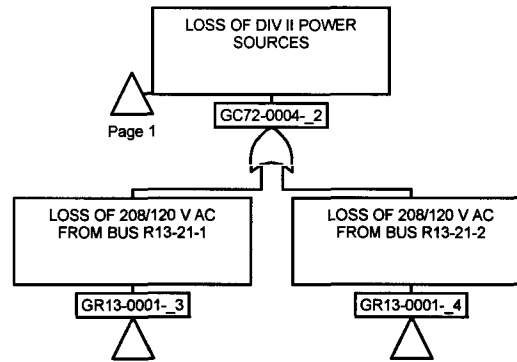 LOSS OF DIV II POWER
SOURCES
Page 1
GC72-0004-_2
LOSS OF 208/120 V AC
FROM BUS R13-21-1
LOSS OF 208/120 V AC
FROM BUS R13-21-2
GR13-0001-_3
GR13-0001-_4